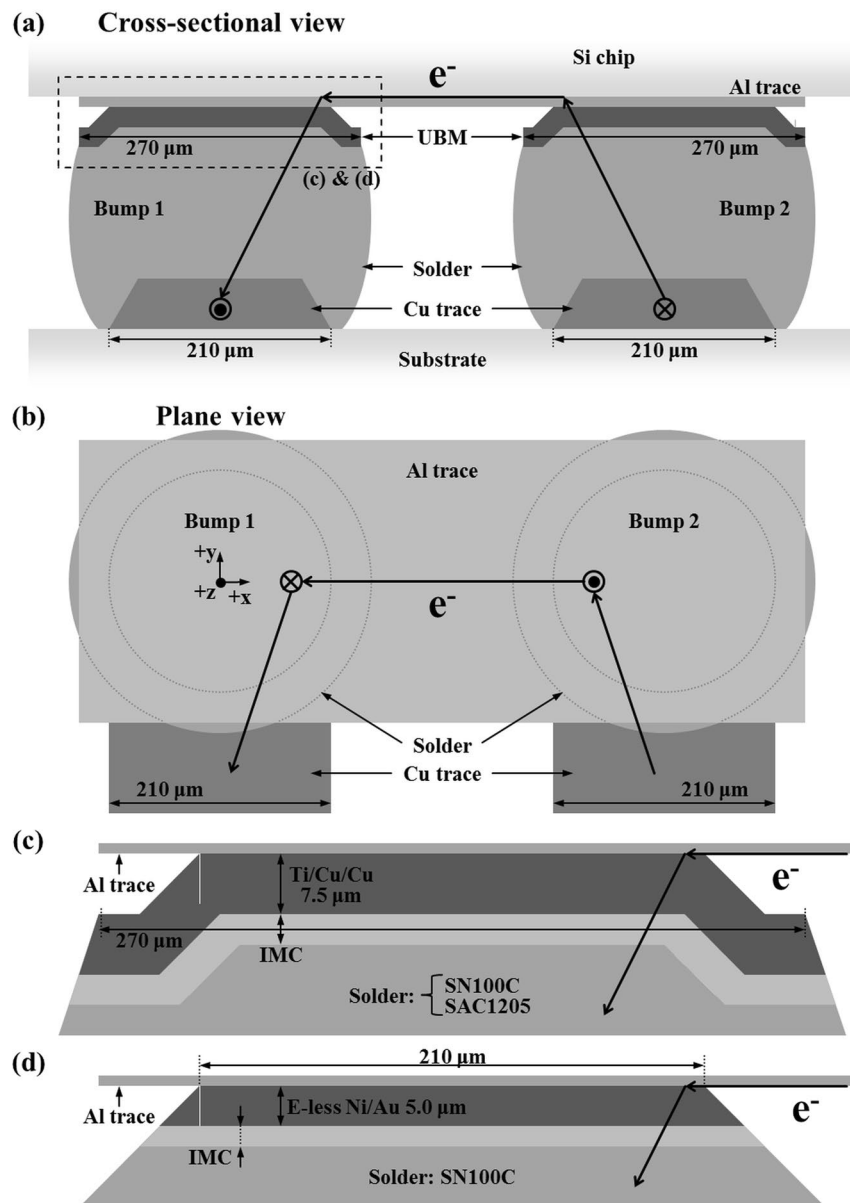 (a) Cross-sectional view
Si chip
e-
Al trace
270 μm
UBM
270 μm
(c) & (d)
Bump 1
Bump 2
Solder
Cu trace
210 μm
210 μm
Substrate
(b) Plane view
Al trace
Bump 1
Bump 2
+y
+z
+x
e-
Solder
Cu trace
210 μm
210 μm
(c)
Ti/Cu/Cu
7.5 μm
Al trace
e-
270 μm
IMC
Solder: { SN100C
SAC1205
(d)
210 μm
Al trace
E-less Ni/Au 5.0 μm
e-
IMC
Solder: SN100C